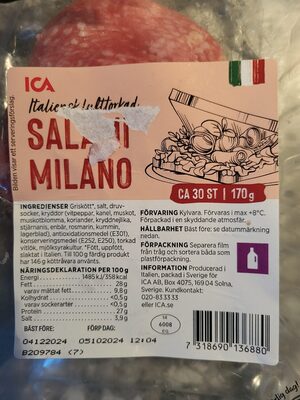 ICA
Italiensk lufttorkad
SALAMI
MILANO
CA 30 ST | 170g
Bilden visar ett serveringsförslag.
INGREDIENSER Griskött*, salt, druv-
socker, kryddor (vitpeppar, kanel, muskot,
muskotblomma, koriander, kryddnejlika,
stjärnanis, enbär, rosmarin, kummin,
lagerblad), antioxidationsmedel (E301),
konserveringsmedel (E252, E250), torkad
vitlök, mjölksyrakultur. *Kött från gris,
slaktat i Italien. Till 100 g färdig produkt
har 146 g kötträvara använts.
NÄRINGSDEKLARATION PER 100 g
Energi 1485 kJ/358 kcal
Fett 28 g
varav mättat fett 9,8 g
Kolhydrat <0,5 g
varav sockerarter <0,5 g
Protein 27 g
Salt 3,9 g
BÄST FÖRE: FÖRP DAG:
04122024 05102024 12:04
B209784 (7)
FÖRVARING Kylvara. Förvaras i max +8°C.
Förpackad i en skyddande atmosfär.
HÅLLBARHET Bäst före: se datummärkning
nedan.
FÖRPACKNING Separera film
från tråg och sortera båda som
plastförpackning.
INFORMATION Producerad i
Italien, packad i Sverige för
ICA AB, Box 4075, 169 04 Solna,
Sverige. Kundkontakt:
020-83 33 33
eller ICA.se
6008
7 318690 136880